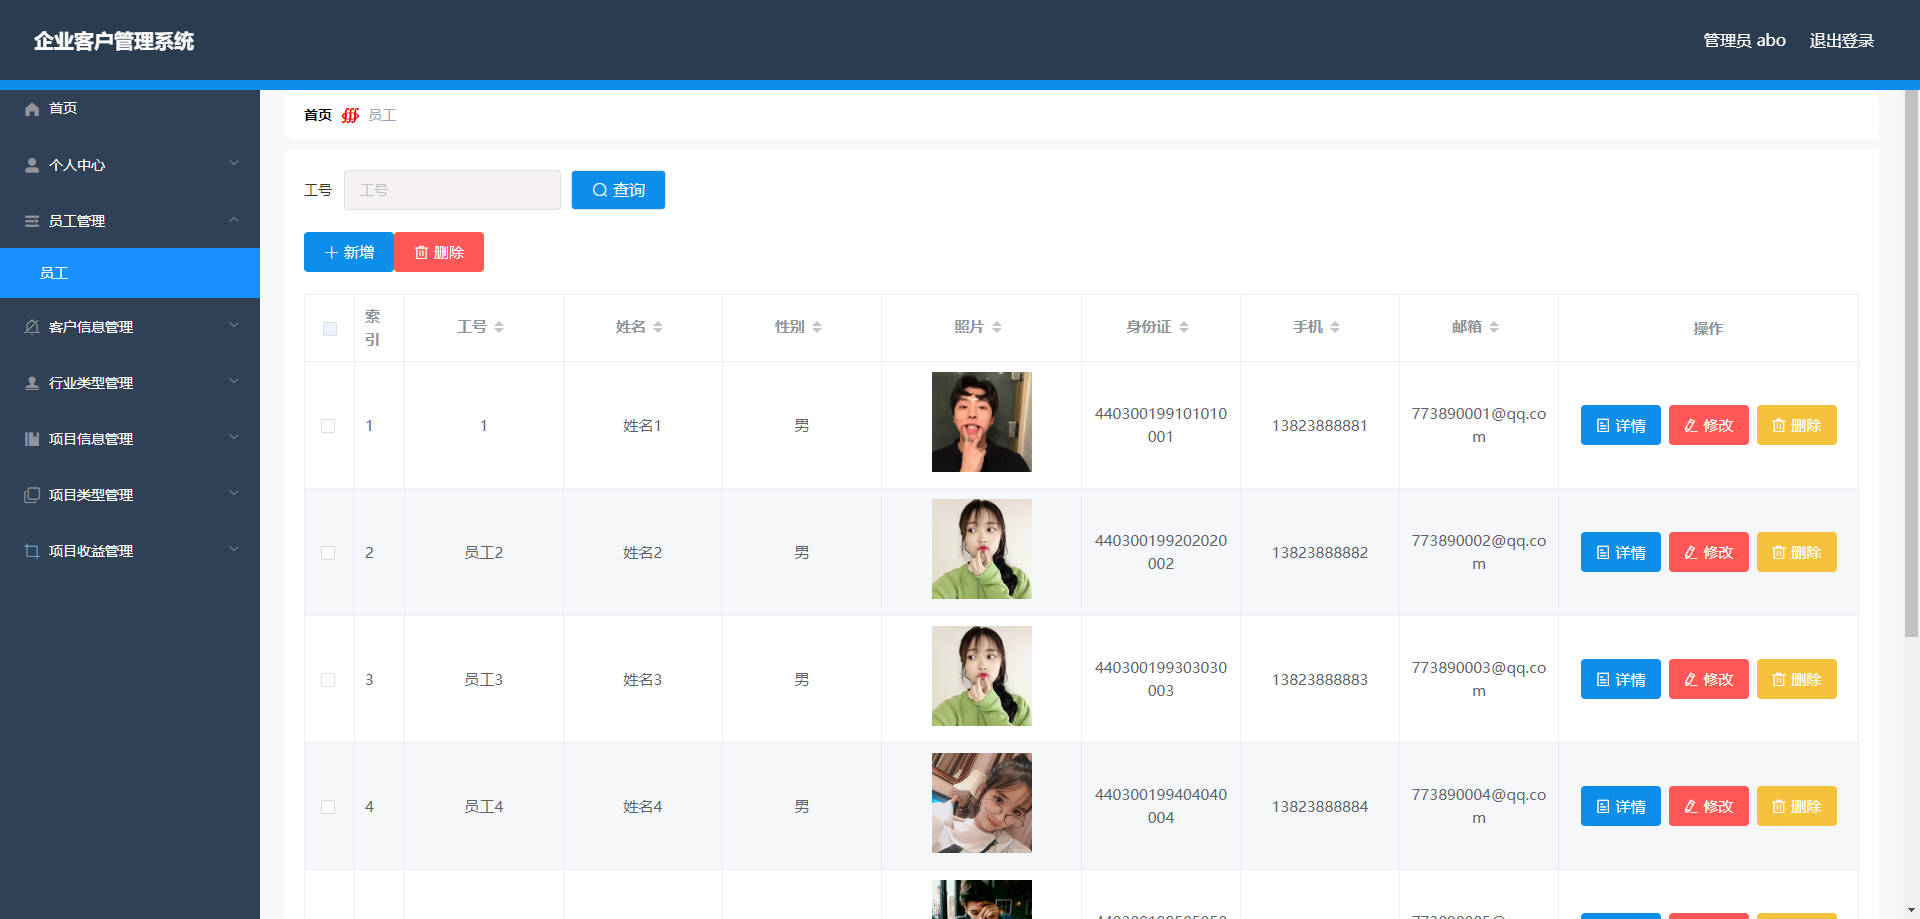 企业客户管理系统
管理员 abo 退出登录
首页
个人中心
员工管理
员工
客户信息管理
行业类型管理
项目信息管理
项目类型管理
项目收益管理
首页 员工
工号 工号 查询
新增 删除
索引 工号 姓名 性别 照片 身份证 手机 邮箱 操作
1 1 姓名1 男 440300199101010001 13823888881 773890001@qq.com 详情 修改 删除
2 员工2 姓名2 男 440300199202020002 13823888882 773890002@qq.com 详情 修改 删除
3 员工3 姓名3 男 440300199303030003 13823888883 773890003@qq.com 详情 修改 删除
4 员工4 姓名4 男 440300199404040004 13823888884 773890004@qq.com 详情 修改 删除